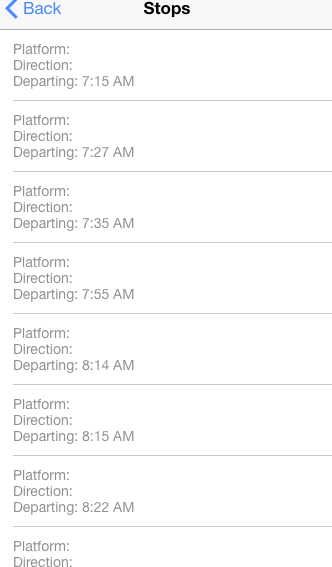 Back Stops
Platform:
Direction:
Departing: 7:15 AM
Platform:
Direction:
Departing: 7:27 AM
Platform:
Direction:
Departing: 7:35 AM
Platform:
Direction:
Departing: 7:55 AM
Platform:
Direction:
Departing: 8:14 AM
Platform:
Direction:
Departing: 8:15 AM
Platform:
Direction:
Departing: 8:22 AM
Platform:
Direction: